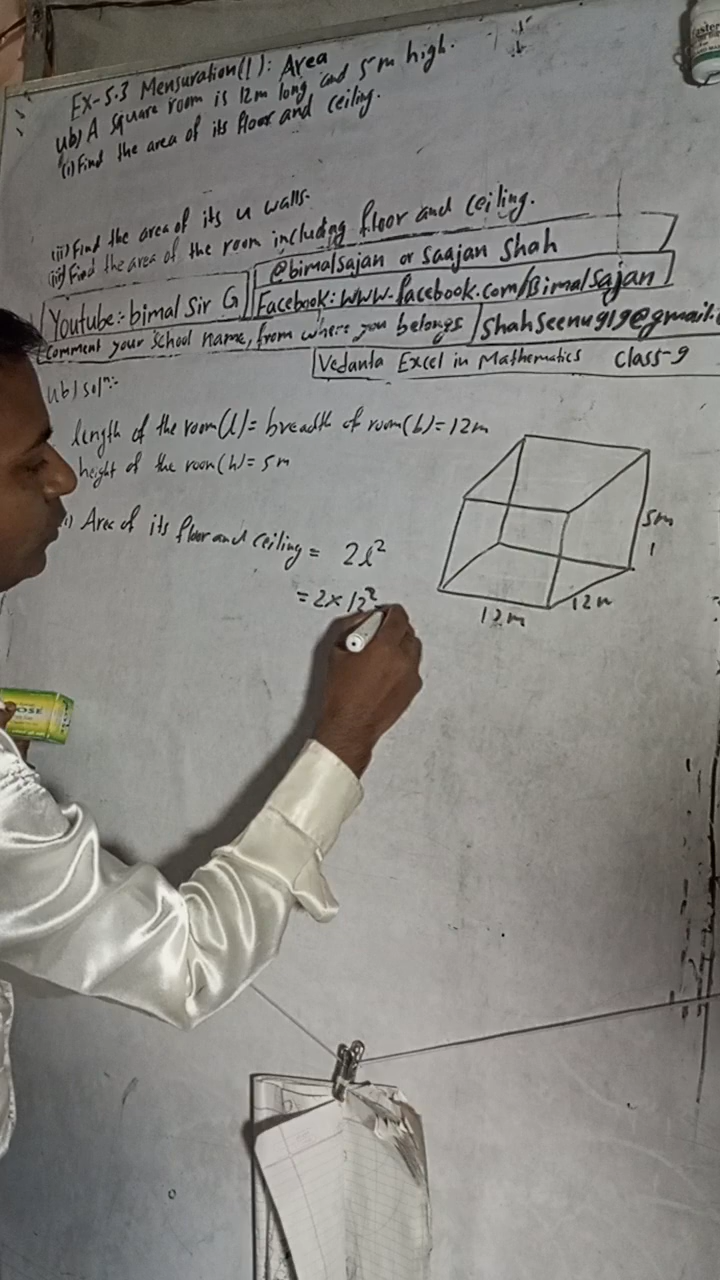 Ex-5.3 Mensuration(I): Area
4b) A square room is 12m long and 5m high.
(i) Find the area of its floor and ceiling.
(ii) Find the area of its 4 walls.
(iii) Find the area of the room including floor and ceiling.
@bimalsajan or saajan shah
Youtube:- bimal Sir G
Facebook: www.facebook.com/Bimalsajan
Comment your school name, from where you belongs
shahseenu919@gmail.
Vedanta Excel in Mathematics Class-9
4b) solⁿ:-
length of the room(l) = breadth of room(b) = 12m
height of the room(h) = 5m
i) Area of its floor and ceiling = 2l²
= 2×12²
5m
12m
12m